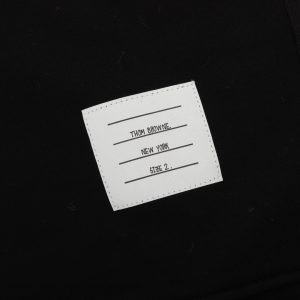 THOM BROWNE.
NEW YORK
SIZE 2.